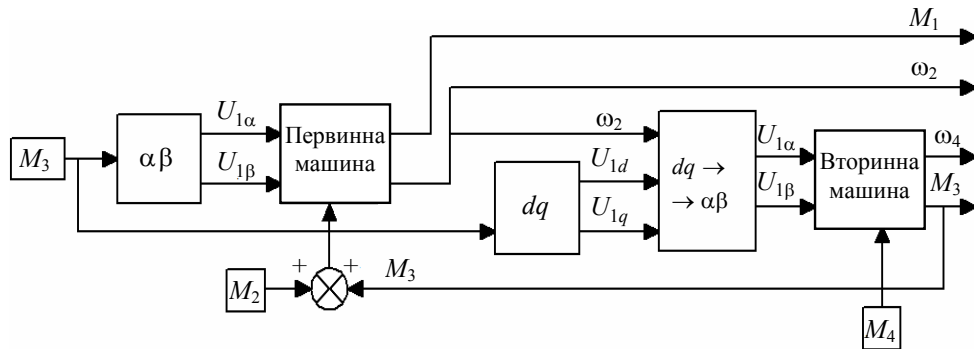 M₁
ω₂
U₁α
Первинна
машина
ω₂
U₁α
ω₄
M₃
αβ
U₁β
U₁d
dq →
→ αβ
U₁β
Вторинна
машина
M₃
dq
U₁q
+
+
M₃
M₂
M₄